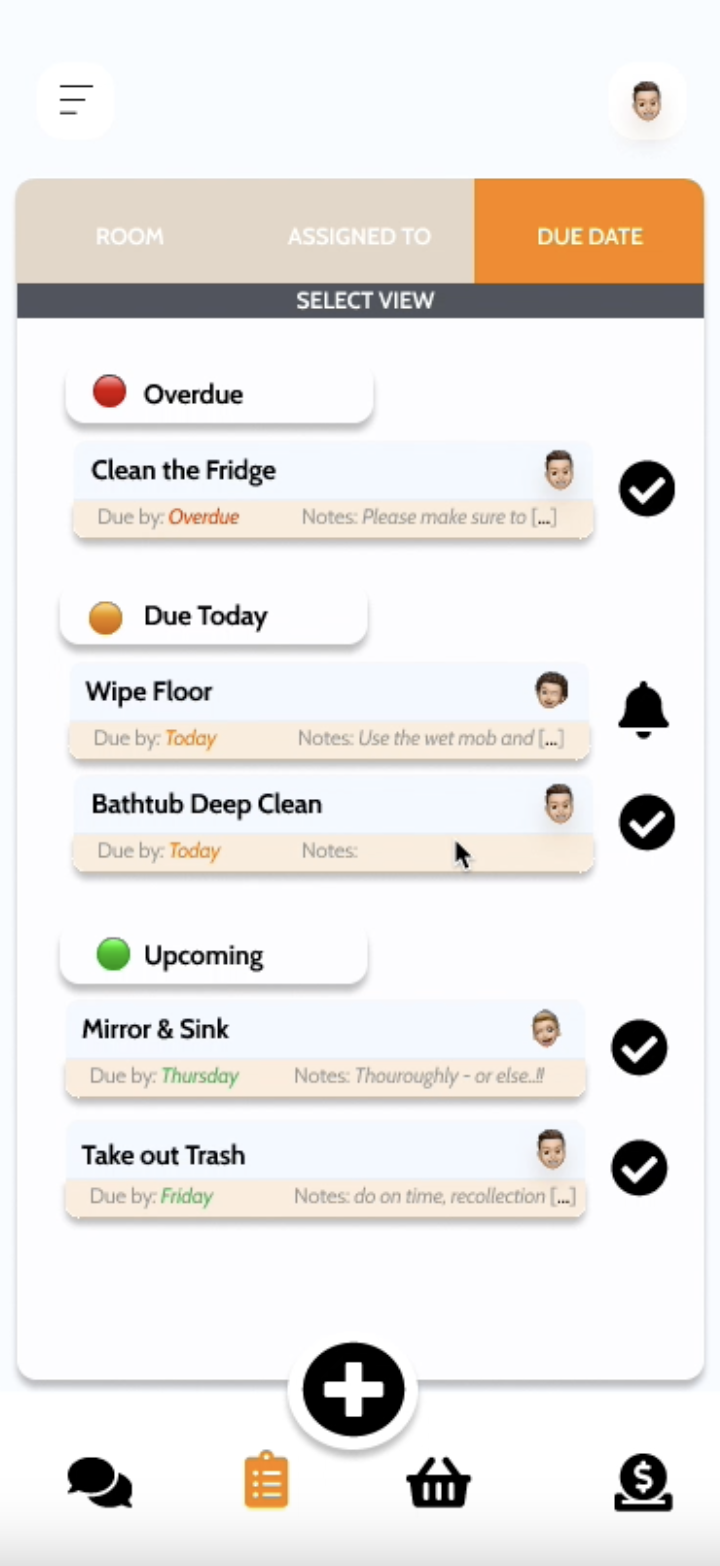 ROOM ASSIGNED TO DUE DATE
SELECT VIEW
Overdue
Clean the Fridge
Due by: Overdue Notes: Please make sure to [...]
Due Today
Wipe Floor
Due by: Today Notes: Use the wet mob and [...]
Bathtub Deep Clean
Due by: Today Notes:
Upcoming
Mirror & Sink
Due by: Thursday Notes: Thouroughly - or else..!!
Take out Trash
Due by: Friday Notes: do on time, recollection [...]